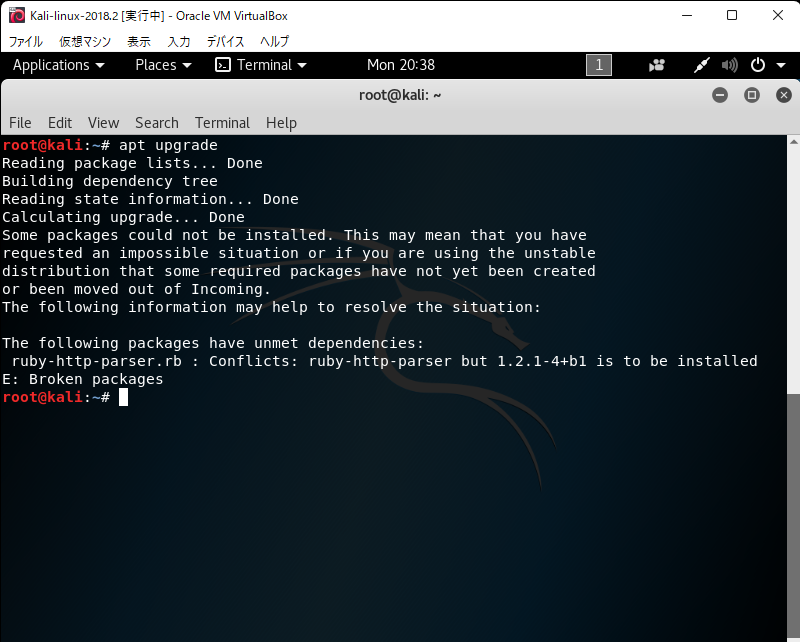 Kali-linux-2018.2 [実行中] - Oracle VM VirtualBox
ファイル 仮想マシン 表示 入力 デバイス ヘルプ
Applications Places Terminal Mon 20:38 1
root@kali: ~
File Edit View Search Terminal Help
root@kali:~# apt upgrade
Reading package lists... Done
Building dependency tree
Reading state information... Done
Calculating upgrade... Done
Some packages could not be installed. This may mean that you have
requested an impossible situation or if you are using the unstable
distribution that some required packages have not yet been created
or been moved out of Incoming.
The following information may help to resolve the situation:
The following packages have unmet dependencies:
ruby-http-parser.rb : Conflicts: ruby-http-parser but 1.2.1-4+b1 is to be installed
E: Broken packages
root@kali:~#